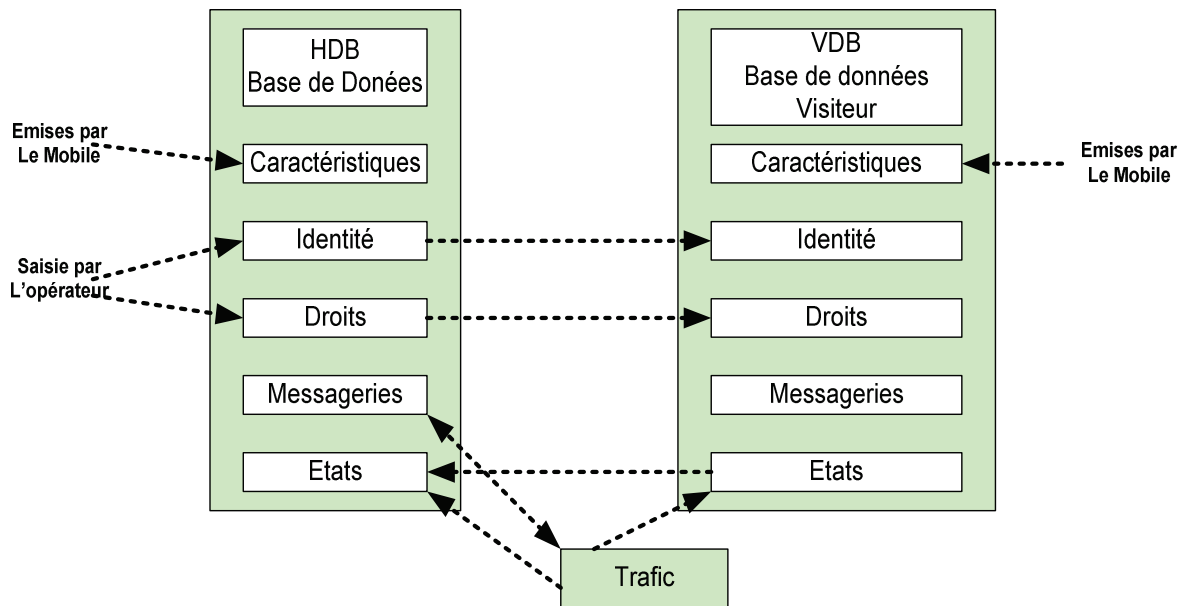 HDB
Base de Donées
VDB
Base de données
Visiteur
Emises par
Le Mobile
Caractéristiques
Caractéristiques
Emises par
Le Mobile
Identité
Identité
Saisie par
L'opérateur
Droits
Droits
Messageries
Messageries
Etats
Etats
Trafic